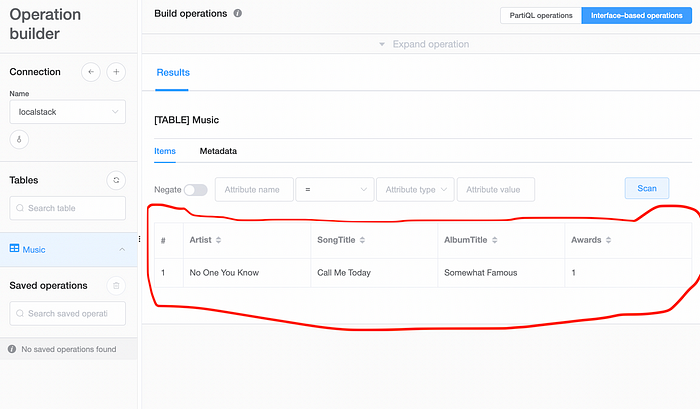 Operation
builder
Connection
Name
localstack
Tables
Search table
Music
Saved operations
Search saved operati
No saved operations found
Build operations
PartiQL operations
Interface-based operations
Expand operation
Results
[TABLE] Music
Items Metadata
Negate Attribute name = Attribute type Attribute value Scan
# Artist SongTitle AlbumTitle Awards
1 No One You Know Call Me Today Somewhat Famous 1